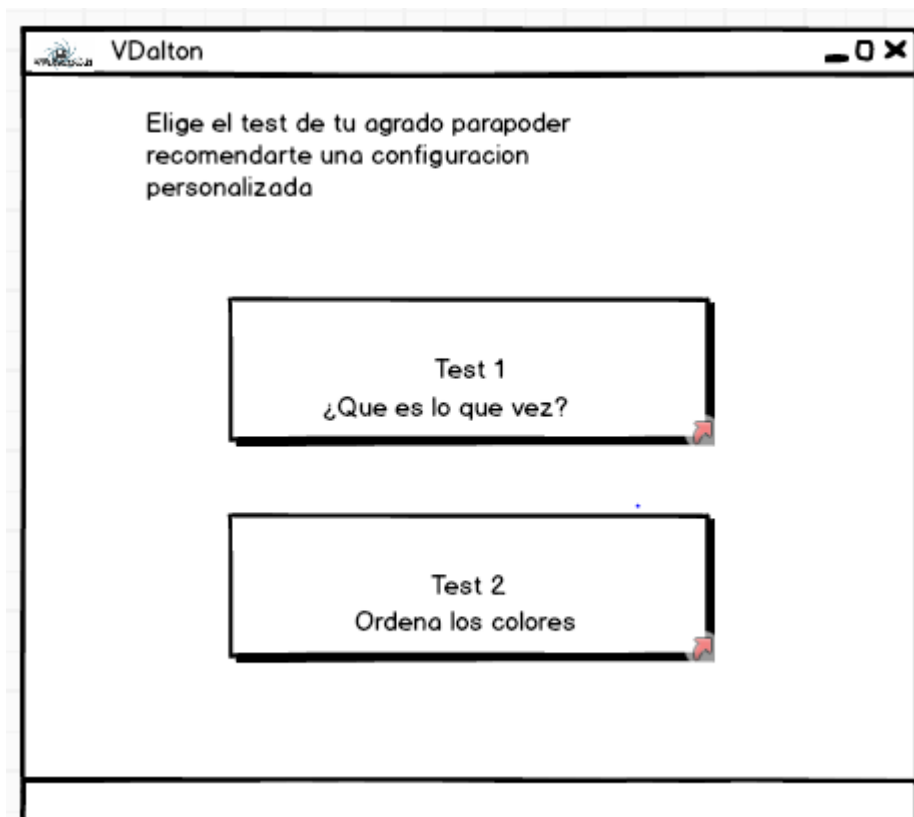 VDalton
Elige el test de tu agrado parapoder
recomendarte una configuracion
personalizada
Test 1
¿Que es lo que vez?
Test 2
Ordena los colores